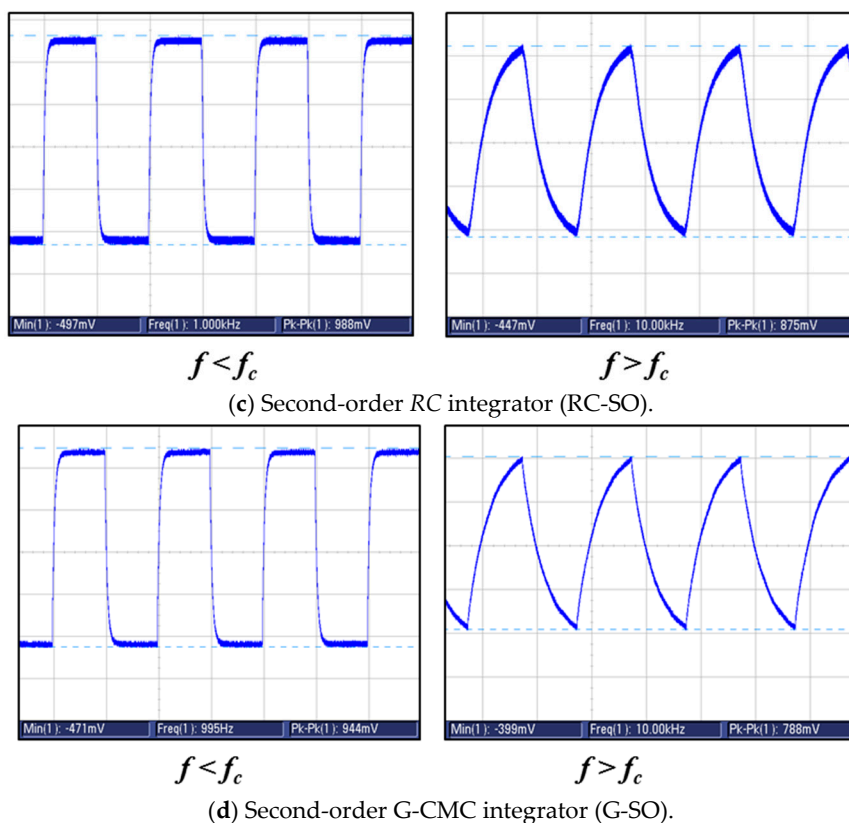 Min(1): -497mV Freq(1): 1.000kHz Pk-Pk(1): 988mV
Min(1): -447mV Freq(1): 10.00kHz Pk-Pk(1): 875mV
f < fc
f > fc
(c) Second-order RC integrator (RC-SO).
Min(1): -471mV Freq(1): 995Hz Pk-Pk(1): 944mV
Min(1): -399mV Freq(1): 10.00kHz Pk-Pk(1): 788mV
f < fc
f > fc
(d) Second-order G-CMC integrator (G-SO).